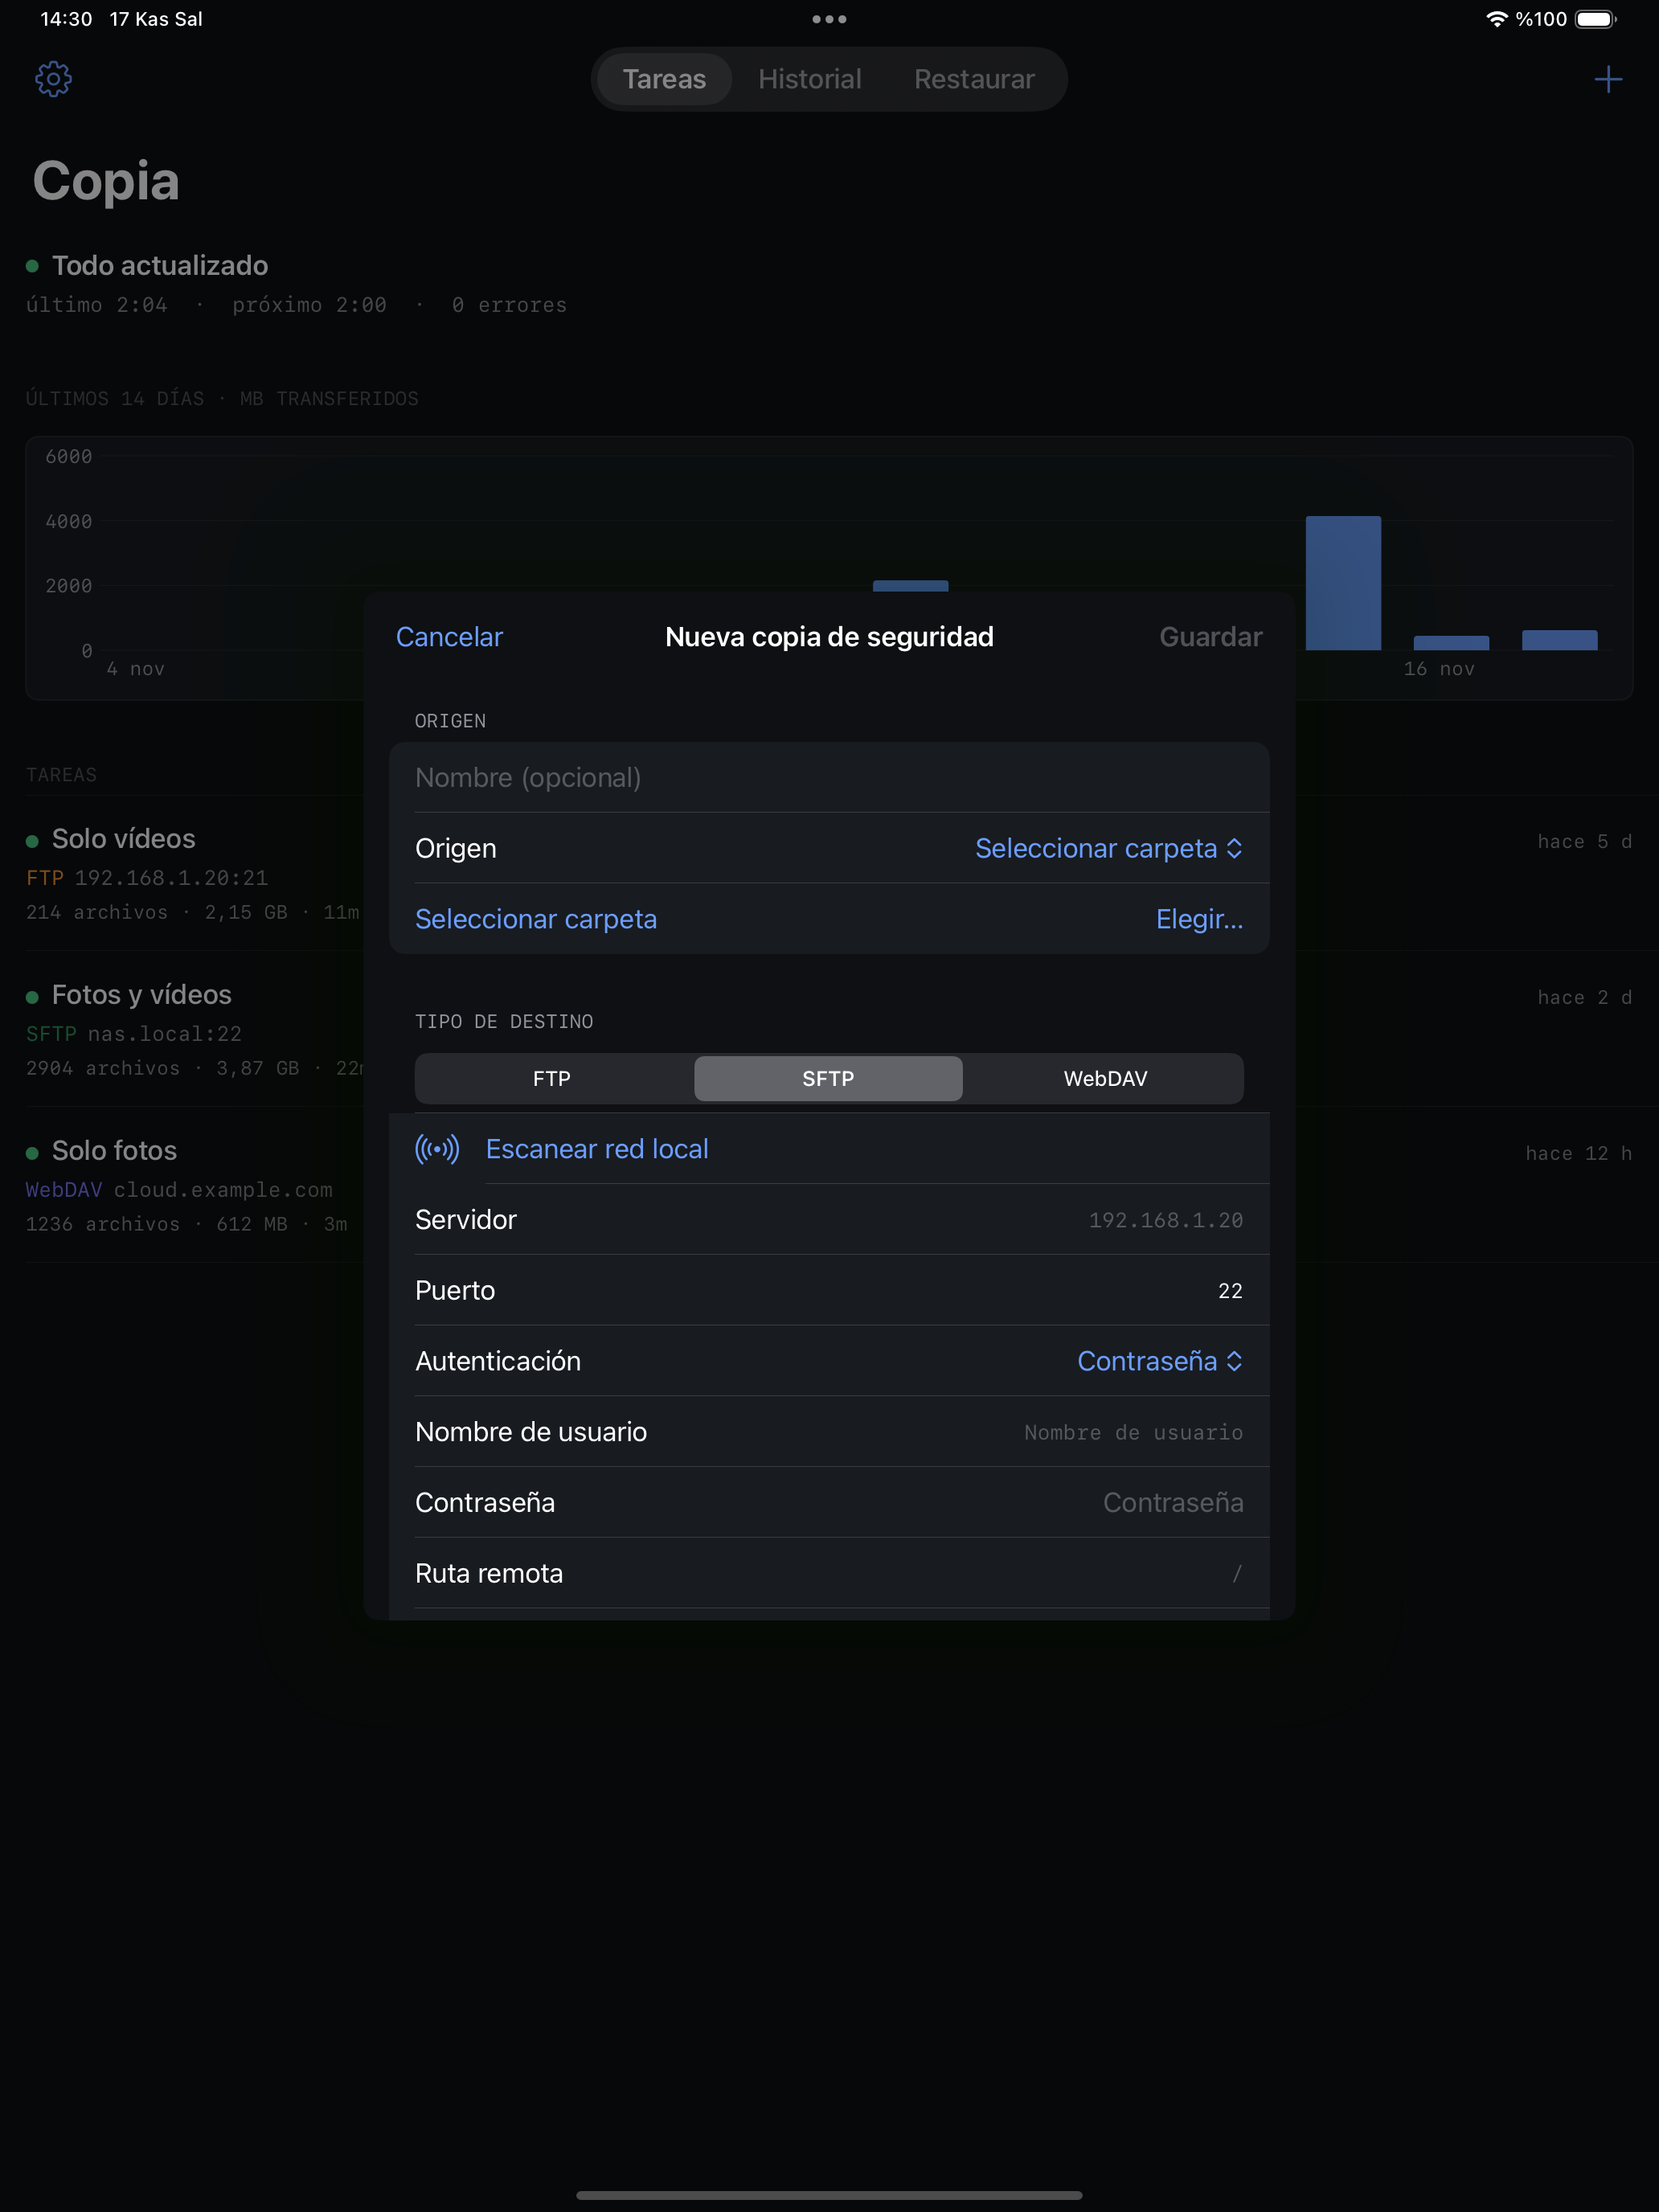 14:30 17 Kas Sal
%100
Tareas Historial Restaurar
Copia
Todo actualizado
último 2:04 · próximo 2:00 · 0 errores
ÚLTIMOS 14 DÍAS · MB TRANSFERIDOS
6000
4000
2000
0
4 nov
16 nov
TAREAS
Solo vídeos
hace 5 d
FTP 192.168.1.20:21
214 archivos · 2,15 GB · 11m
Fotos y vídeos
hace 2 d
SFTP nas.local:22
2904 archivos · 3,87 GB · 22
Solo fotos
hace 12 h
WebDAV cloud.example.com
1236 archivos · 612 MB · 3m
Cancelar Nueva copia de seguridad Guardar
ORIGEN
Nombre (opcional)
Origen Seleccionar carpeta
Seleccionar carpeta Elegir...
TIPO DE DESTINO
FTP SFTP WebDAV
Escanear red local
Servidor 192.168.1.20
Puerto 22
Autenticación Contraseña
Nombre de usuario Nombre de usuario
Contraseña Contraseña
Ruta remota /